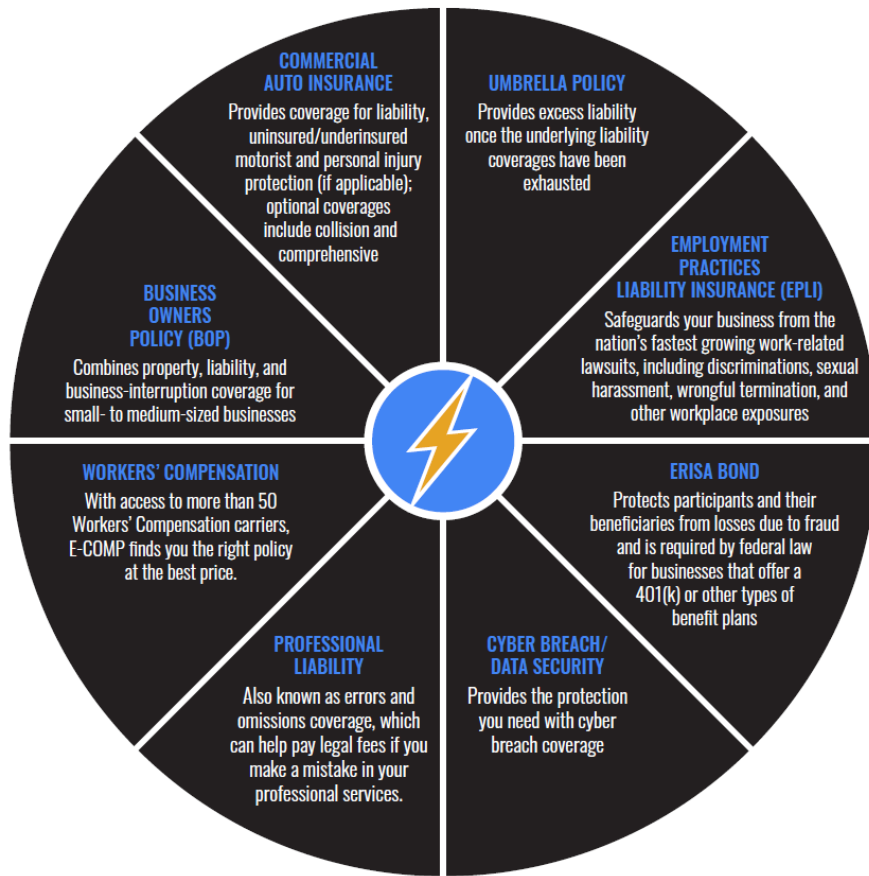 COMMERCIAL
AUTO INSURANCE
Provides coverage for liability,
uninsured/underinsured
motorist and personal injury
protection (if applicable);
optional coverages
include collision and
comprehensive
UMBRELLA POLICY
Provides excess liability
once the underlying liability
coverages have been
exhausted
EMPLOYMENT
PRACTICES
LIABILITY INSURANCE (EPLI)
Safeguards your business from the
nation's fastest growing work-related
lawsuits, including discriminations, sexual
harassment, wrongful termination, and
other workplace exposures
ERISA BOND
Protects participants and their
beneficiaries from losses due to fraud
and is required by federal law
for businesses that offer a
401(k) or other types of
benefit plans
CYBER BREACH/
DATA SECURITY
Provides the protection
you need with cyber
breach coverage
PROFESSIONAL
LIABILITY
Also known as errors and
omissions coverage, which
can help pay legal fees if you
make a mistake in your
professional services.
WORKERS' COMPENSATION
With access to more than 50
Workers' Compensation carriers,
E-COMP finds you the right policy
at the best price.
BUSINESS
OWNERS
POLICY (BOP)
Combines property, liability, and
business-interruption coverage for
small- to medium-sized businesses